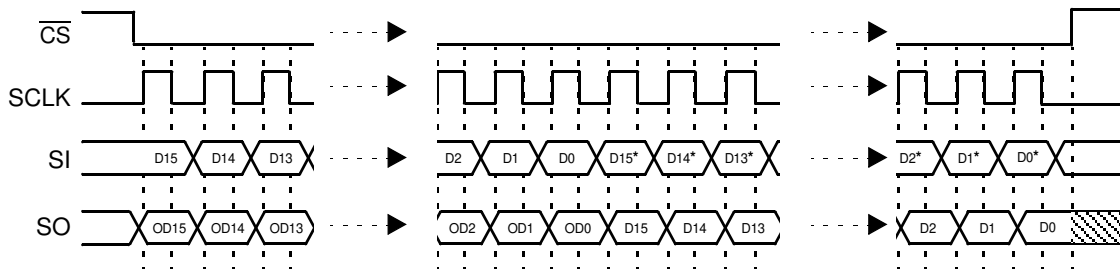 CS
SCLK
SI D15 D14 D13 D2 D1 D0 D15* D14* D13* D2* D1* D0*
SO OD15 OD14 OD13 OD2 OD1 OD0 D15 D14 D13 D2 D1 D0